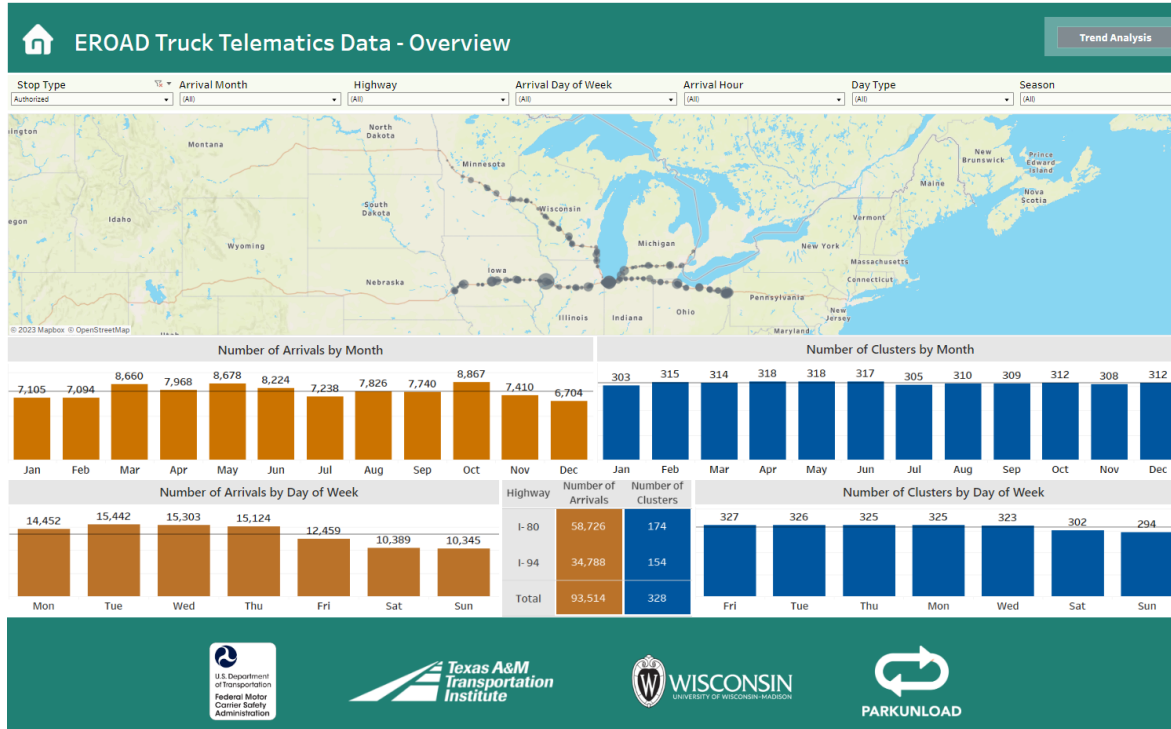 EROAD Truck Telematics Data - Overview
Trend Analysis
Stop Type
Arrival Month
Highway
Arrival Day of Week
Arrival Hour
Day Type
Season
Authorized
(All)
(All)
(All)
(All)
(All)
(All)
ington
North
Dakota
Montana
Minnesota
New
Brunswick
Prince
Edward
Island
Maine
Nova
Scotia
egon
Idaho
South
Dakota
Wisconsin
Vermont
Wyoming
Michigan
New York
Massachusetts
Iowa
Nebraska
Connecticut
Illinois
Indiana
Ohio
Pennsylvania
New
Jersey
Maryland
© 2023 Mapbox © OpenStreetMap
Number of Arrivals by Month
7,105 7,094 8,660 7,968 8,678 8,224 7,238 7,826 7,740 8,867 7,410 6,704
Jan Feb Mar Apr May Jun Jul Aug Sep Oct Nov Dec
Number of Clusters by Month
303 315 314 318 318 317 305 310 309 312 308 312
Jan Feb Mar Apr May Jun Jul Aug Sep Oct Nov Dec
Number of Arrivals by Day of Week
14,452 15,442 15,303 15,124 12,459 10,389 10,345
Mon Tue Wed Thu Fri Sat Sun
Highway Number of Arrivals Number of Clusters
I- 80 58,726 174
I- 94 34,788 154
Total 93,514 328
Number of Clusters by Day of Week
327 326 325 325 323 302 294
Fri Tue Thu Mon Wed Sat Sun
U.S. Department
of Transportation
Federal Motor
Carrier Safety
Administration
Texas A&M
Transportation
Institute
WISCONSIN
UNIVERSITY OF WISCONSIN-MADISON
PARKUNLOAD